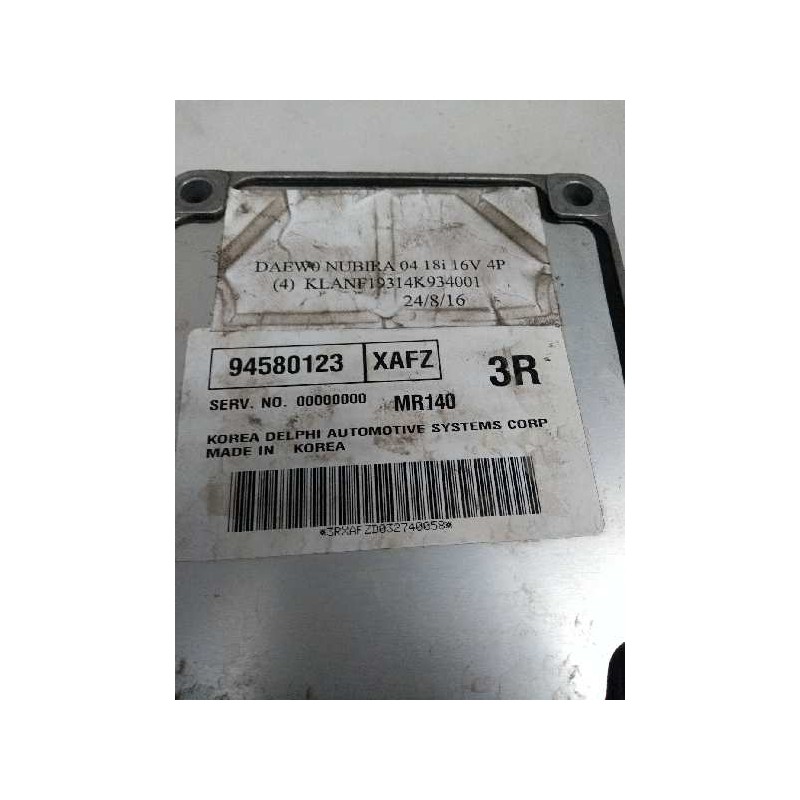 DAEW0 NUBIRA 04 18i 16V 4P
(4) KLANF19314K934001
24/8/16
94580123 XAFZ 3R
SERV. NO. 00000000 MR140
KOREA DELPHI AUTOMOTIVE SYSTEMS CORP
MADE IN KOREA
*3RXAFZD032740058*